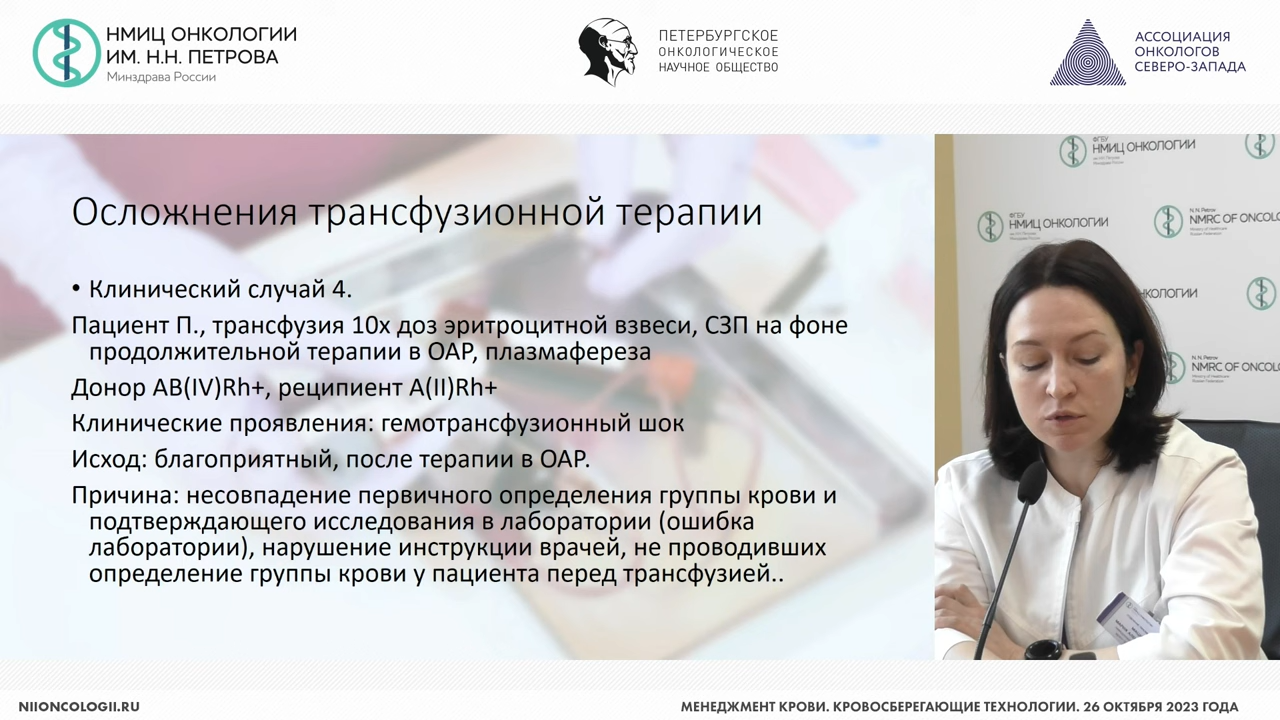 НМИЦ ОНКОЛОГИИ
ИМ. Н.Н. ПЕТРОВА
Минздрава России
ПЕТЕРБУРГСКОЕ
ОНКОЛОГИЧЕСКОЕ
НАУЧНОЕ ОБЩЕСТВО
АССОЦИАЦИЯ
ОНКОЛОГОВ
СЕВЕРО-ЗАПАДА
Осложнения трансфузионной терапии
• Клинический случай 4.
Пациент П., трансфузия 10х доз эритроцитной взвеси, СЗП на фоне
продолжительной терапии в ОАР, плазмафереза
Донор AB(IV)Rh+, реципиент A(II)Rh+
Клинические проявления: гемотрансфузионный шок
Исход: благоприятный, после терапии в ОАР.
Причина: несовпадение первичного определения группы крови и
подтверждающего исследования в лаборатории (ошибка
лаборатории), нарушение инструкции врачей, не проводивших
определение группы крови у пациента перед трансфузией..
ФГБУ
НМИЦ ОНКОЛОГИИ
ФГБУ
НМИЦ ОНКОЛОГИИ
N.N. Petrov
NMRC OF ONCOLO
ОНКОЛОГИИ
N.N. Petrov
NMRC OF ONCOLO
NIIONCOLOGII.RU
МЕНЕДЖМЕНТ КРОВИ. КРОВОСБЕРЕГАЮЩИЕ ТЕХНОЛОГИИ. 26 ОКТЯБРЯ 2023 ГОДА